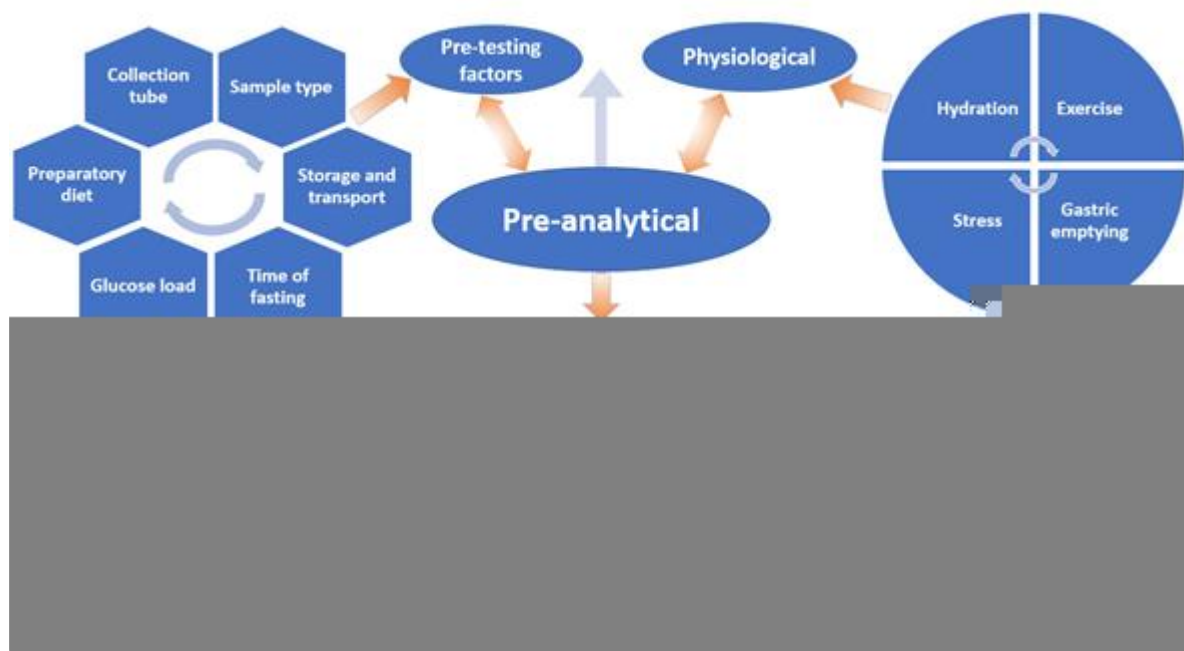 Collection
tube
Sample type
Preparatory
diet
Storage and
transport
Glucose load
Time of
fasting
Pre-testing
factors
Physiological
Pre-analytical
Hydration
Exercise
Stress
Gastric
emptying